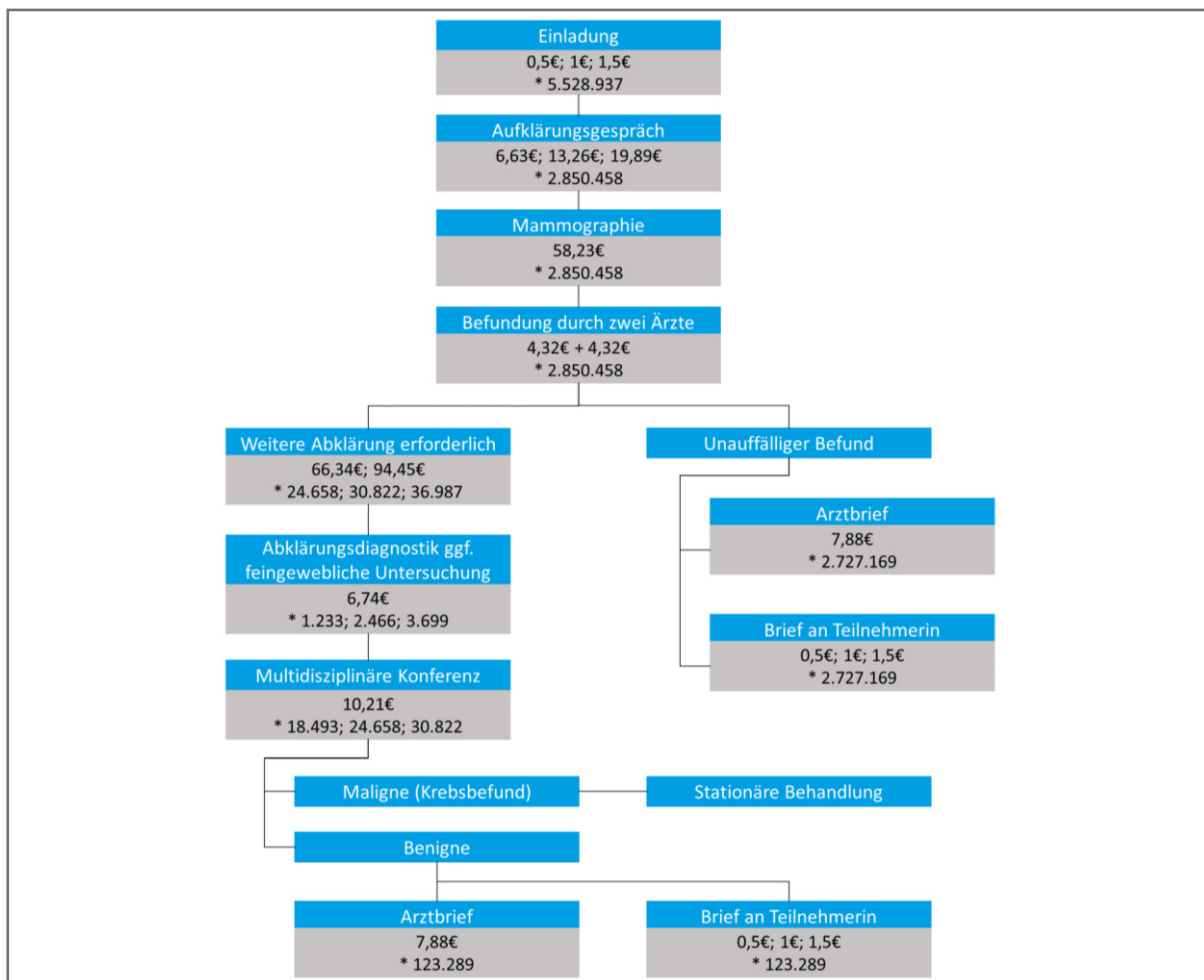 Einladung
0,5€; 1€; 1,5€
* 5.528.937
Aufklärungsgespräch
6,63€; 13,26€; 19,89€
* 2.850.458
Mammographie
58,23€
* 2.850.458
Befundung durch zwei Ärzte
4,32€ + 4,32€
* 2.850.458
Weitere Abklärung erforderlich
66,34€; 94,45€
* 24.658; 30.822; 36.987
Abklärungsdiagnostik ggf.
feingewebliche Untersuchung
6,74€
* 1.233; 2.466; 3.699
Multidisziplinäre Konferenz
10,21€
* 18.493; 24.658; 30.822
Unauffälliger Befund
Arztbrief
7,88€
* 2.727.169
Brief an Teilnehmerin
0,5€; 1€; 1,5€
* 2.727.169
Maligne (Krebsbefund)
Stationäre Behandlung
Benigne
Arztbrief
7,88€
* 123.289
Brief an Teilnehmerin
0,5€; 1€; 1,5€
* 123.289